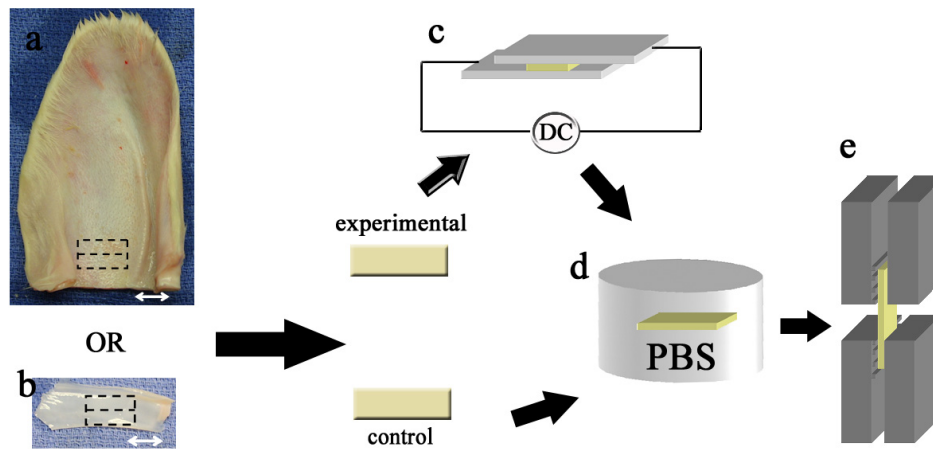 a
c
DC
e
experimental
d
OR
PBS
b
control